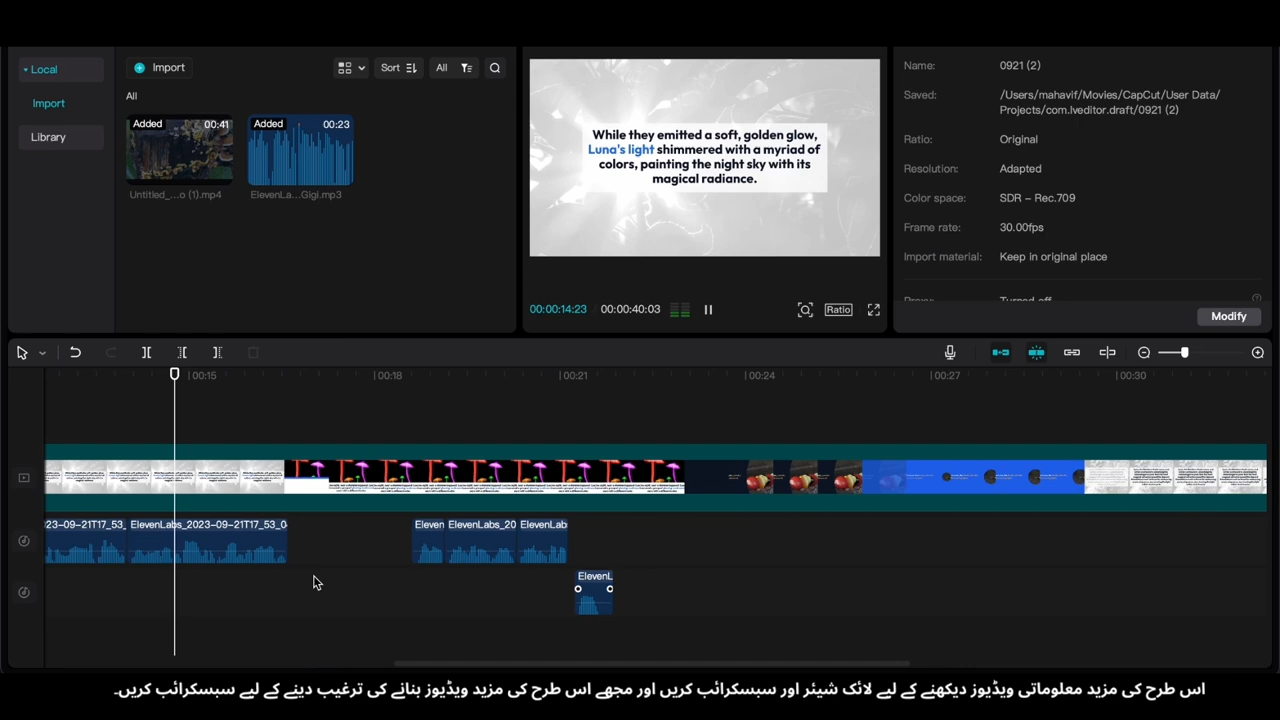 Local
Import
Library
Import
Sort
All
All
Added 00:41
Untitled_...o (1).mp4
Added 00:23
ElevenLa...Gigi.mp3
While they emitted a soft, golden glow,
Luna's light shimmered with a myriad of
colors, painting the night sky with its
magical radiance.
00:00:14:23 00:00:40:03
Ratio
Name: 0921 (2)
Saved: /Users/mahavif/Movies/CapCut/User Data/
Projects/com.lveditor.draft/0921 (2)
Ratio: Original
Resolution: Adapted
Color space: SDR – Rec.709
Frame rate: 30.00fps
Import material: Keep in original place
Proxy: Turned off
Modify
00:15 00:18 00:21 00:24 00:27 00:30
23-09-21T17_53_ ElevenLabs_2023-09-21T17_53_0 Eleven ElevenLabs_20 ElevenLab
ElevenL
اس طرح کی مزید معلوماتی ویڈیوز دیکھنے کے لیے لائک شیئر اور سبسکرائب کریں اور مجھے اس طرح کی مزید ویڈیوز بنانے کی ترغیب دینے کے لیے سبسکرائب کریں۔